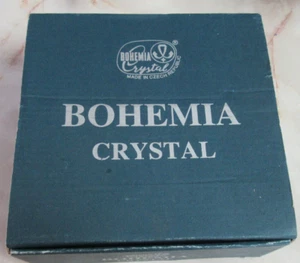 BOHEMIA
Crystal
®
MADE IN CZECH REPUBLIC
BOHEMIA
CRYSTAL